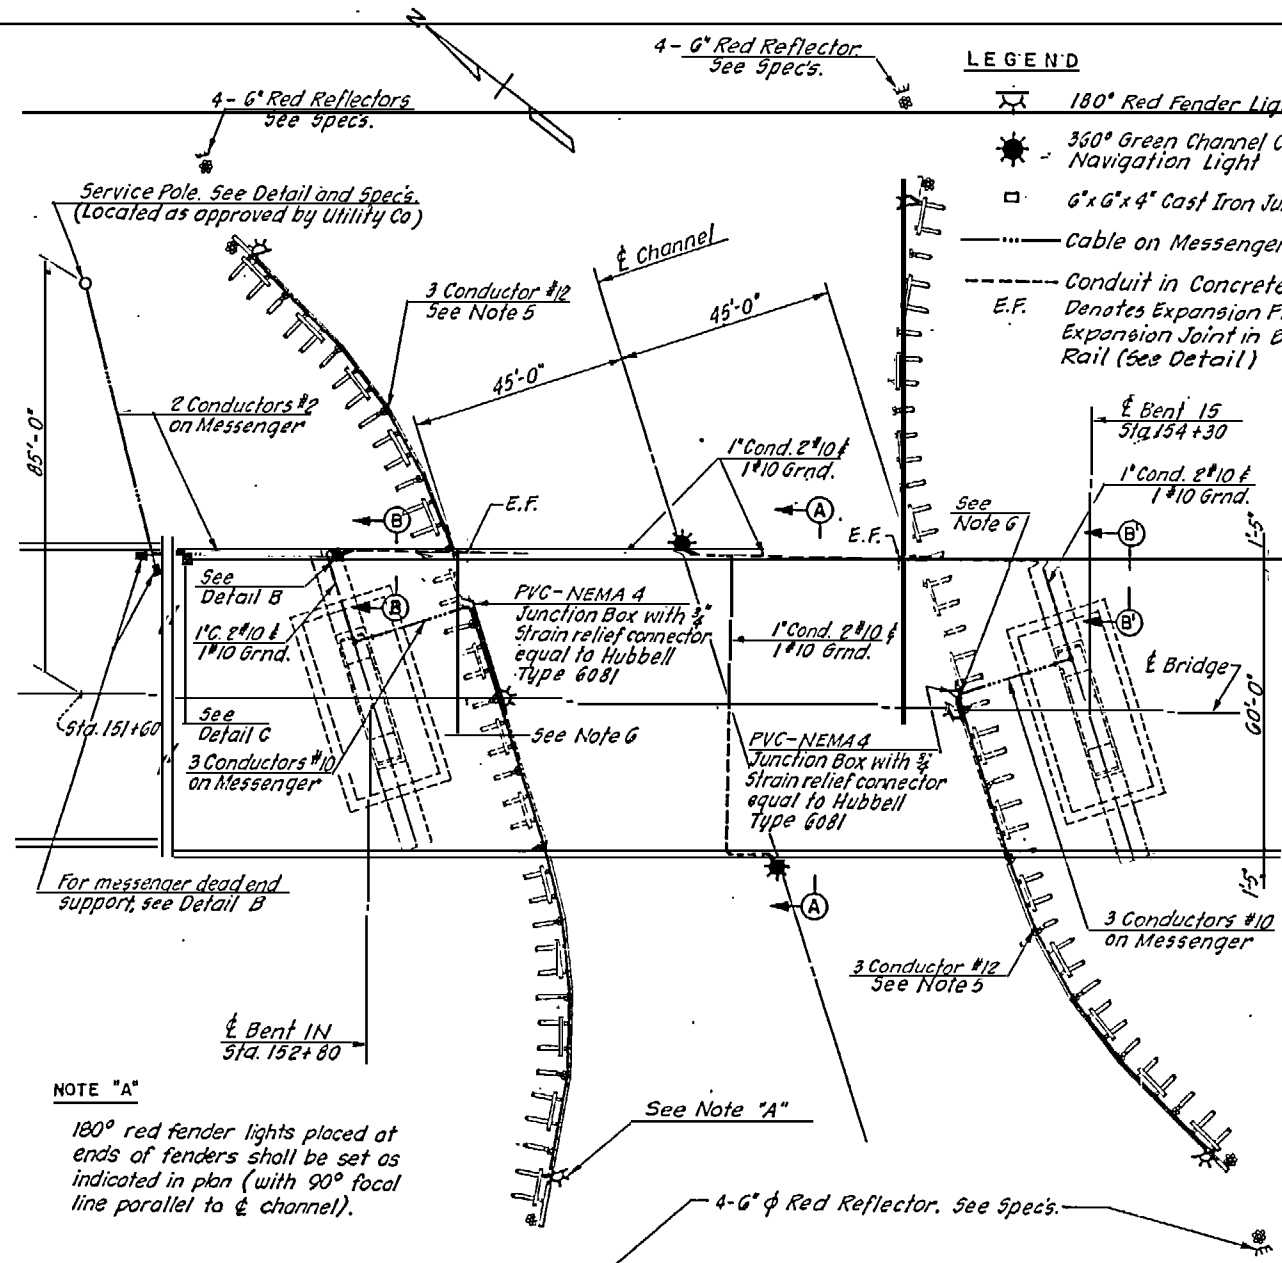 N
4- 6" Red Reflector.
See Spec's.
4- 6" Red Reflectors
See Spec's.
LEGEND
180° Red Fender Lig
360° Green Channel C
Navigation Light
6"x 6"x 4" Cast Iron Ju
Cable on Messenger
Conduit in Concrete
E.F. Denotes Expansion F
Expansion Joint in B
Rail (See Detail)
Service Pole. See Detail and Spec's.
(Located as approved by Utility Co)
℄ Channel
3 Conductor #12
See Note 5
45'-0"
45'-0"
85'-0"
2 Conductors #2
on Messenger
℄ Bent 15
Sta. 154+30
1" Cond. 2#10 &
1#10 Grnd.
1" Cond. 2#10 &
1#10 Grnd.
E.F.
B
A
See
Note 6
E.F.
B'
1'-5"
See
Detail B
B
PVC-NEMA 4
Junction Box with 3/4"
Strain relief connector
equal to Hubbell
Type 6081
1"C. 2#10 &
1#10 Grnd.
1" Cond. 2#10 &
1#10 Grnd.
B'
℄ Bridge
60'-0"
Sta. 151+60
See
Detail C
See Note 6
3 Conductors #10
on Messenger
PVC-NEMA 4
Junction Box with 3/4"
Strain relief connector
equal to Hubbell
Type 6081
For messenger dead end
support, see Detail B
1'-5"
A
3 Conductors #10
on Messenger
3 Conductor #12
See Note 5
℄ Bent 1N
Sta. 152+80
NOTE "A"
180° red fender lights placed at
ends of fenders shall be set as
indicated in plan (with 90° focal
line parallel to ℄ channel).
See Note "A"
4-6" ϕ Red Reflector. See Spec's.